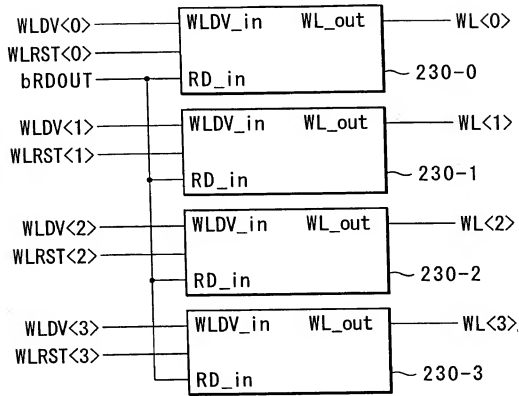 WLDV<0> WLDV_in WL_out WL<0>
WLRST<0>
bRDOUT RD_in 230-0
WLDV<1> WLDV_in WL_out WL<1>
WLRST<1>
RD_in 230-1
WLDV<2> WLDV_in WL_out WL<2>
WLRST<2>
RD_in 230-2
WLDV<3> WLDV_in WL_out WL<3>
WLRST<3>
RD_in 230-3